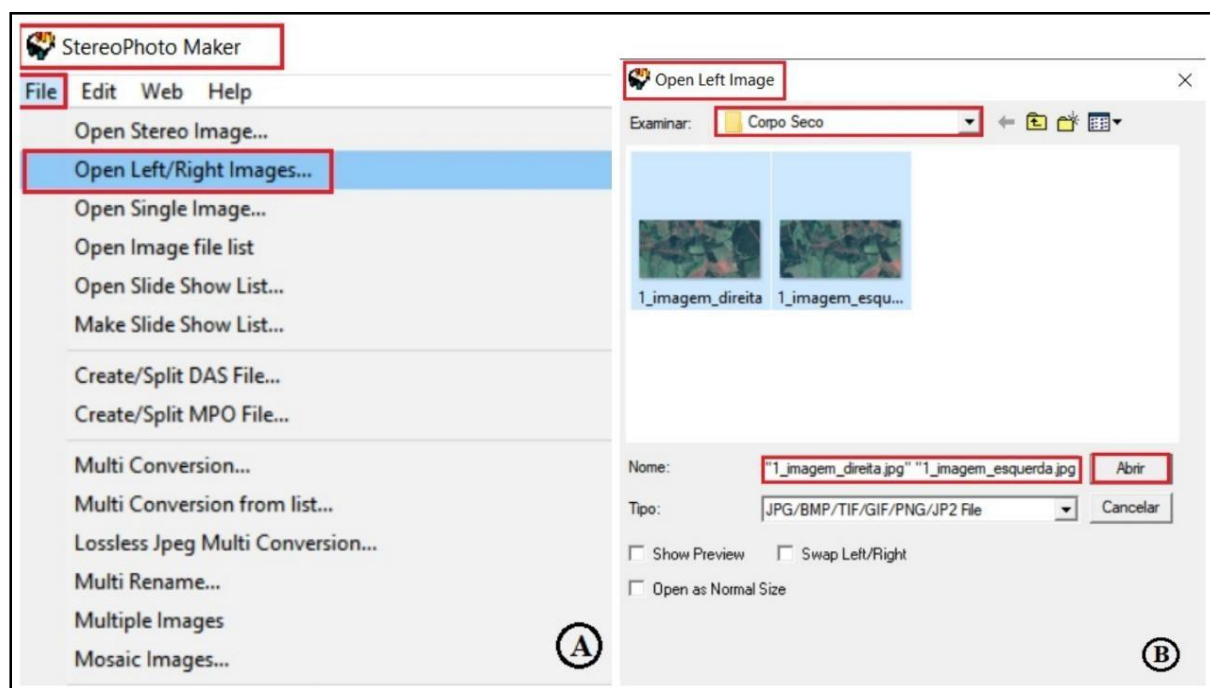 StereoPhoto Maker
File Edit Web Help
Open Stereo Image...
Open Left/Right Images...
Open Single Image...
Open Image file list
Open Slide Show List...
Make Slide Show List...
Create/Split DAS File...
Create/Split MPO File...
Multi Conversion...
Multi Conversion from list...
Lossless Jpeg Multi Conversion...
Multi Rename...
Multiple Images
Mosaic Images...
A
Open Left Image
Examinar: Corpo Seco
1_imagem_direita 1_imagem_esqu...
Nome: "1_imagem_direita.jpg" "1_imagem_esquerda.jpg Abrir
Tipo: JPG/BMP/TIF/GIF/PNG/JP2 File Cancelar
Show Preview Swap Left/Right
Open as Normal Size
B